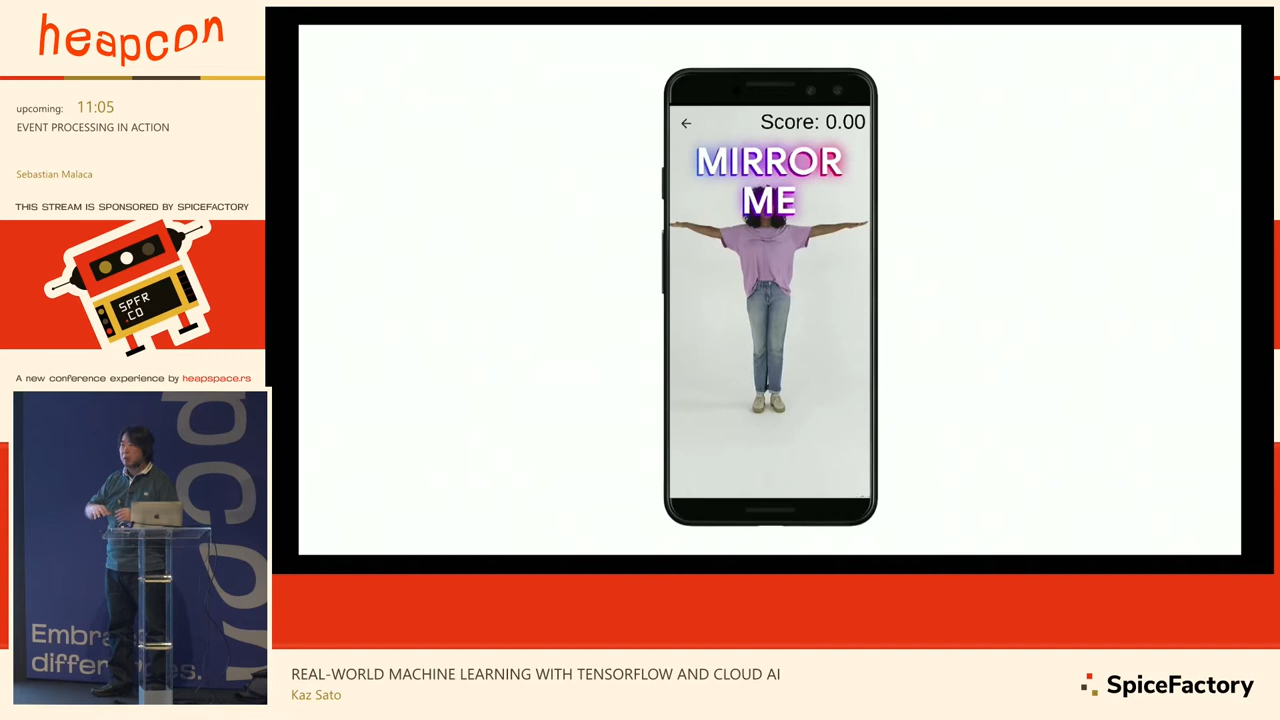 heapcon
upcoming: 11:05
EVENT PROCESSING IN ACTION
Sebastian Malaca
THIS STREAM IS SPONSORED BY SPICEFACTORY
SPFR
.CO
A new conference experience by heapspace.rs
Score: 0.00
MIRROR
ME
REAL-WORLD MACHINE LEARNING WITH TENSORFLOW AND CLOUD AI
Kaz Sato
SpiceFactory